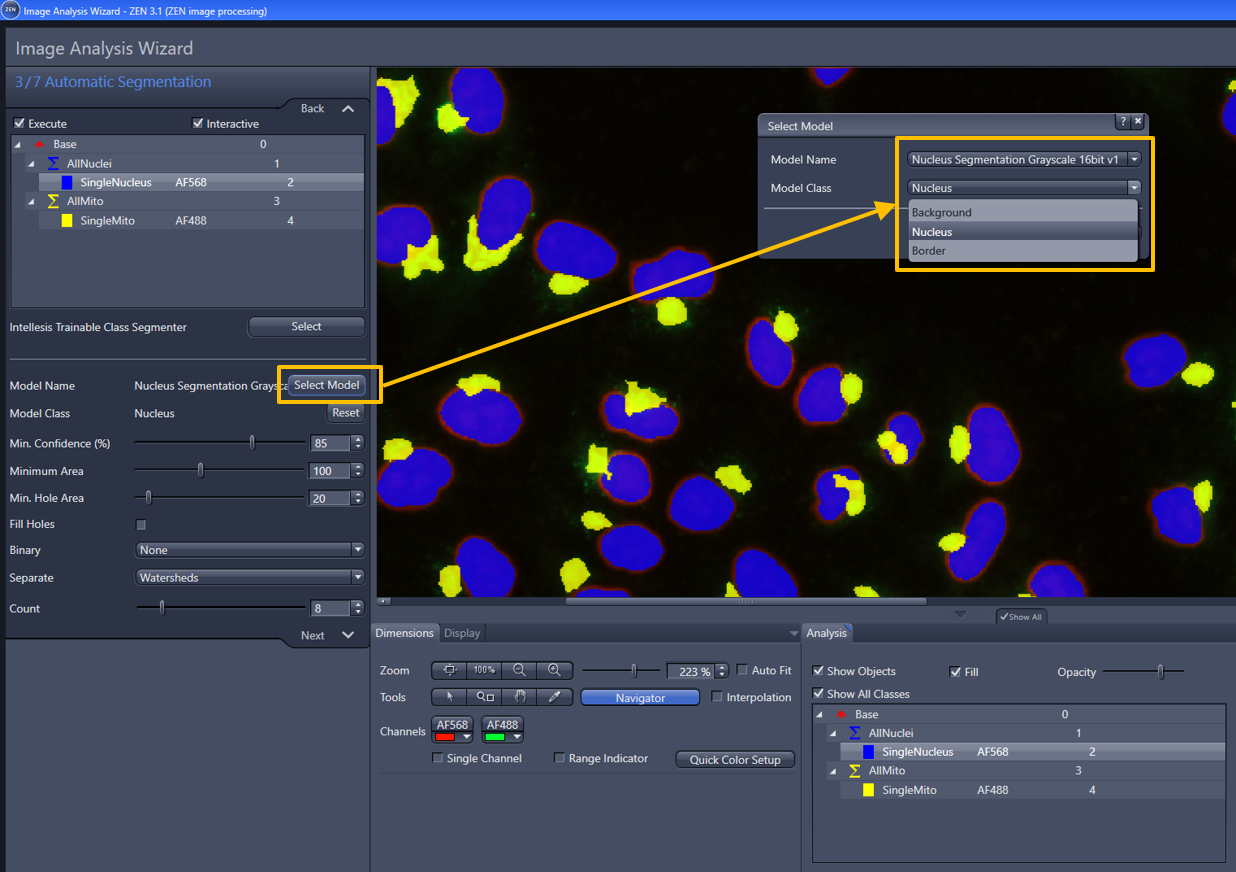 ZEN Image Analysis Wizard - ZEN 3.1 (ZEN image processing)
Image Analysis Wizard
3/7 Automatic Segmentation
Back
Execute Interactive
Base 0
AllNuclei 1
SingleNucleus AF568 2
AllMito 3
SingleMito AF488 4
Intellesis Trainable Class Segmenter Select
Model Name Nucleus Segmentation Graysca Select Model
Model Class Nucleus Reset
Min. Confidence (%) 85
Minimum Area 100
Min. Hole Area 20
Fill Holes
Binary None
Separate Watersheds
Count 8
Next
Select Model ?
Model Name Nucleus Segmentation Grayscale 16bit v1
Model Class Nucleus
Background
Nucleus
Border
Show All
Dimensions Display
Zoom 100% 223 % Auto Fit
Tools Navigator Interpolation
Channels AF568 AF488
Single Channel Range Indicator Quick Color Setup
Analysis
Show Objects Fill Opacity
Show All Classes
Base 0
AllNuclei 1
SingleNucleus AF568 2
AllMito 3
SingleMito AF488 4